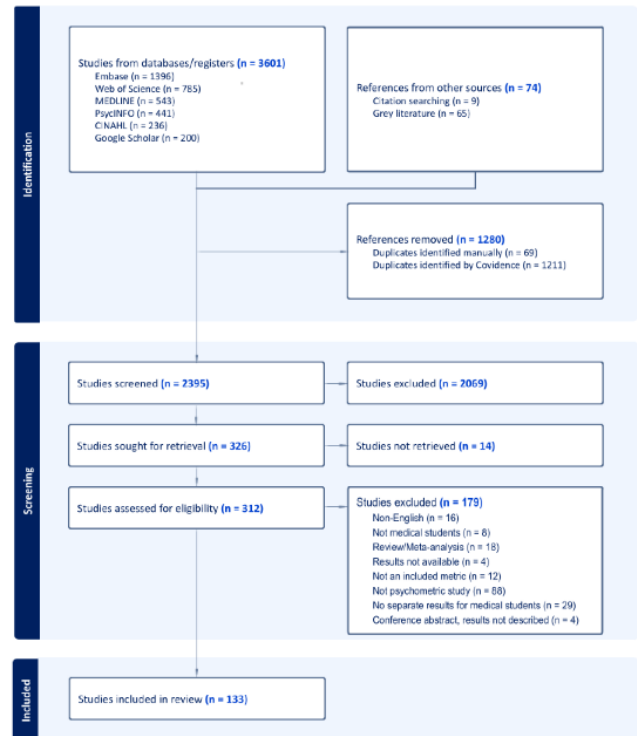 Identification
Studies from databases/registers (n = 3601)
Embase (n = 1396)
Web of Science (n = 785)
MEDLINE (n = 543)
PsycINFO (n = 441)
CINAHL (n = 236)
Google Scholar (n = 200)
References from other sources (n = 74)
Citation searching (n = 9)
Grey literature (n = 65)
References removed (n = 1280)
Duplicates identified manually (n = 69)
Duplicates identified by Covidence (n = 1211)
Screening
Studies screened (n = 2395)
Studies excluded (n = 2069)
Studies sought for retrieval (n = 326)
Studies not retrieved (n = 14)
Studies assessed for eligibility (n = 312)
Studies excluded (n = 179)
Non-English (n = 16)
Not medical students (n = 8)
Review/Meta-analysis (n = 18)
Results not available (n = 4)
Not an included metric (n = 12)
Not psychometric study (n = 88)
No separate results for medical students (n = 29)
Conference abstract, results not described (n = 4)
Included
Studies included in review (n = 133)